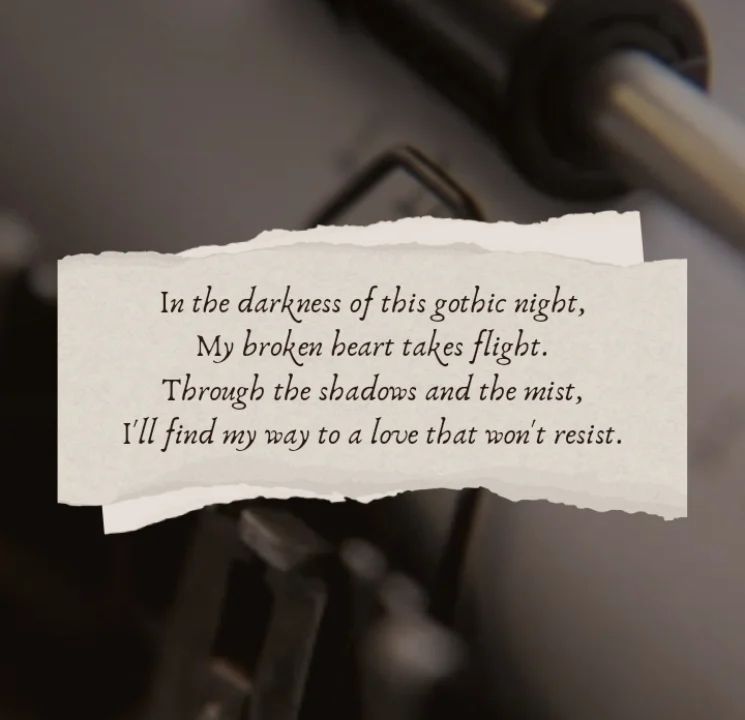 In the darkness of this gothic night,
My broken heart takes flight.
Through the shadows and the mist,
I'll find my way to a love that won't resist.